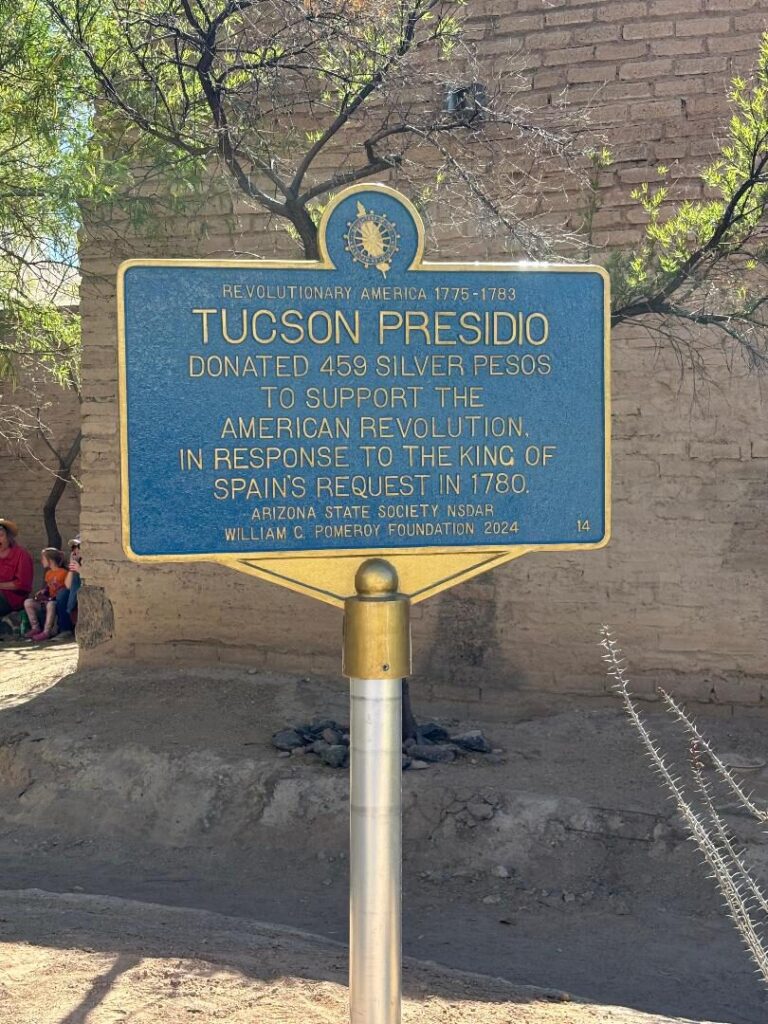 REVOLUTIONARY AMERICA 1775-1783
TUCSON PRESIDIO
DONATED 459 SILVER PESOS
TO SUPPORT THE
AMERICAN REVOLUTION,
IN RESPONSE TO THE KING OF
SPAIN'S REQUEST IN 1780.
ARIZONA STATE SOCIETY NSDAR
WILLIAM G. POMEROY FOUNDATION 2024 14